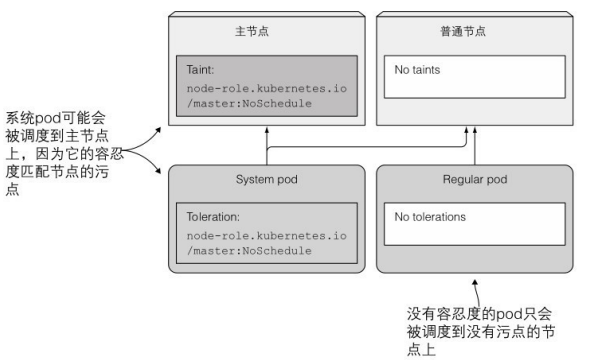 主节点
普通节点
Taint:
node-role.kubernetes.io
/master:NoSchedule
No taints
系统pod可能会
被调度到主节点
上，因为它的容忍
度匹配节点的污
点
System pod
Regular pod
Toleration:
node-role.kubernetes.io
/master:NoSchedule
No tolerations
没有容忍度的pod只会
被调度到没有污点的节
点上